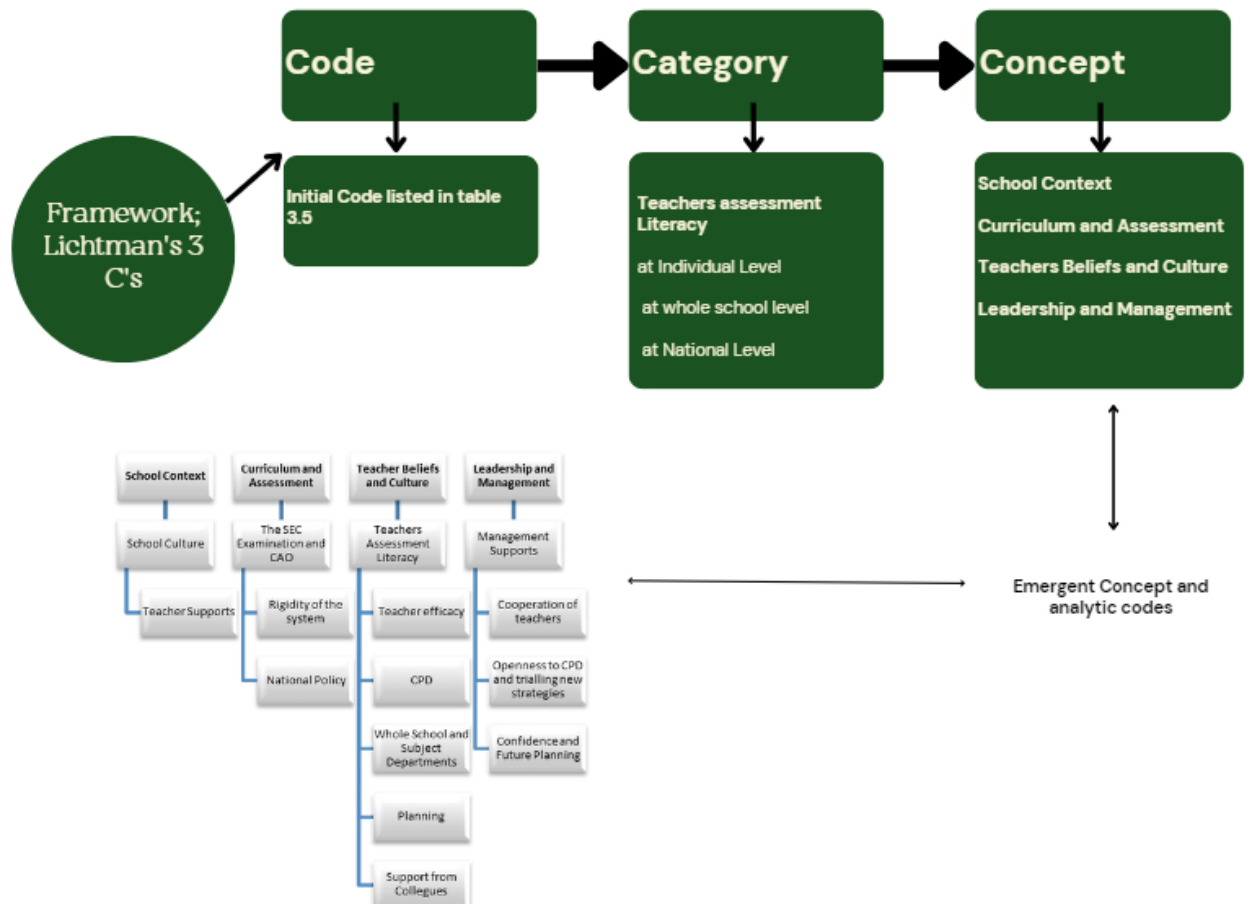 Code
Category
Concept
Framework;
Lichtman's 3
C's
Initial Code listed in table
3.5
Teachers assessment
Literacy
at Individual Level
at whole school level
at National Level
School Context
Curriculum and Assessment
Teachers Beliefs and Culture
Leadership and Management
School Context
School Culture
Teacher Supports
Curriculum and
Assessment
The SEC
Examination and
CAO
Rigidity of the
system
National Policy
Teacher Beliefs
and Culture
Teachers
Assessment
Literacy
Teacher efficacy
CPD
Whole School and
Subject
Departments
Planning
Support from
Collegues
Leadership and
Management
Management
Supports
Cooperation of
teachers
Openness to CPD
and trialling new
strategies
Confidence and
Future Planning
Emergent Concept and
analytic codes